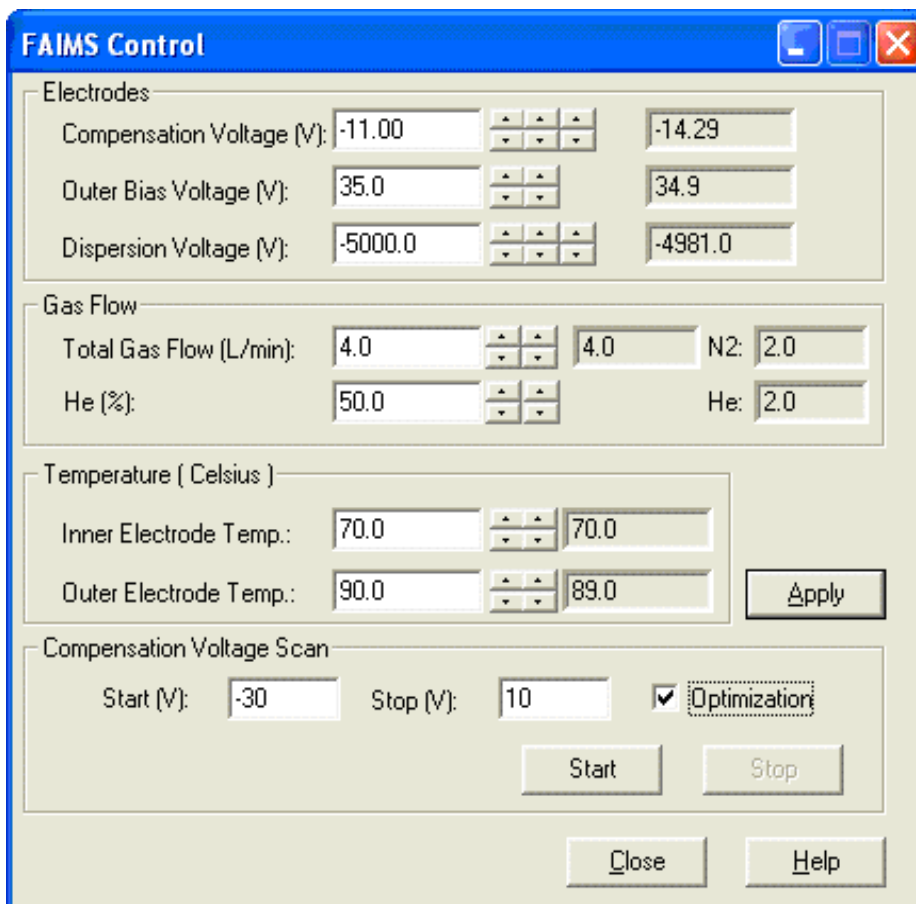 FAIMS Control
Electrodes
Compensation Voltage (V): -11.00 -14.29
Outer Bias Voltage (V): 35.0 34.9
Dispersion Voltage (V): -5000.0 -4981.0
Gas Flow
Total Gas Flow (L/min): 4.0 4.0 N2: 2.0
He (%): 50.0 He: 2.0
Temperature ( Celsius )
Inner Electrode Temp.: 70.0 70.0
Outer Electrode Temp.: 90.0 89.0 Apply
Compensation Voltage Scan
Start (V): -30 Stop (V): 10 Optimization
Start Stop
Close Help